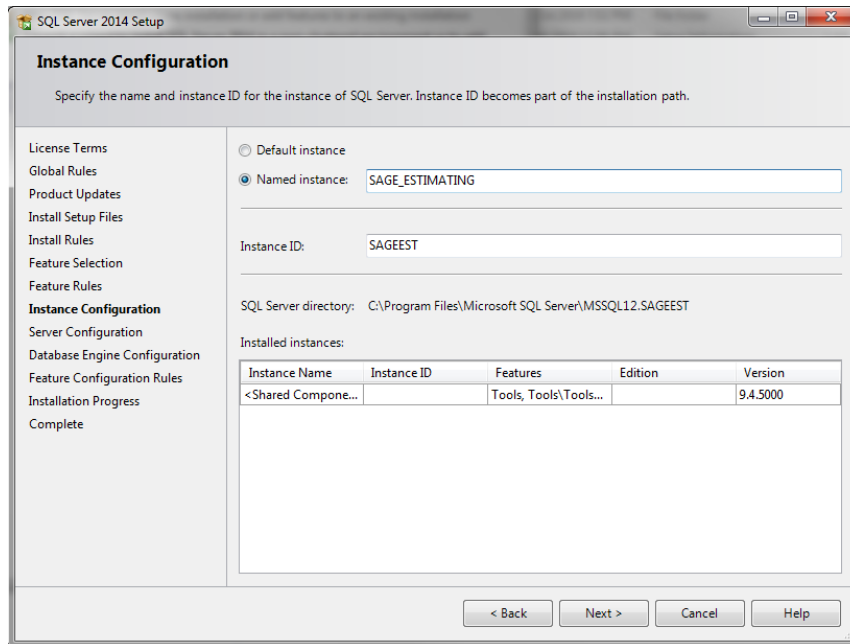 SQL Server 2014 Setup
Instance Configuration
Specify the name and instance ID for the instance of SQL Server. Instance ID becomes part of the installation path.
License Terms
Global Rules
Product Updates
Install Setup Files
Install Rules
Feature Selection
Feature Rules
Instance Configuration
Server Configuration
Database Engine Configuration
Feature Configuration Rules
Installation Progress
Complete
Default instance
Named instance: SAGE_ESTIMATING
Instance ID: SAGEEST
SQL Server directory: C:\Program Files\Microsoft SQL Server\MSSQL12.SAGEEST
Installed instances:
Instance Name Instance ID Features Edition Version
<Shared Compone... Tools, Tools\Tools... 9.4.5000
< Back Next > Cancel Help